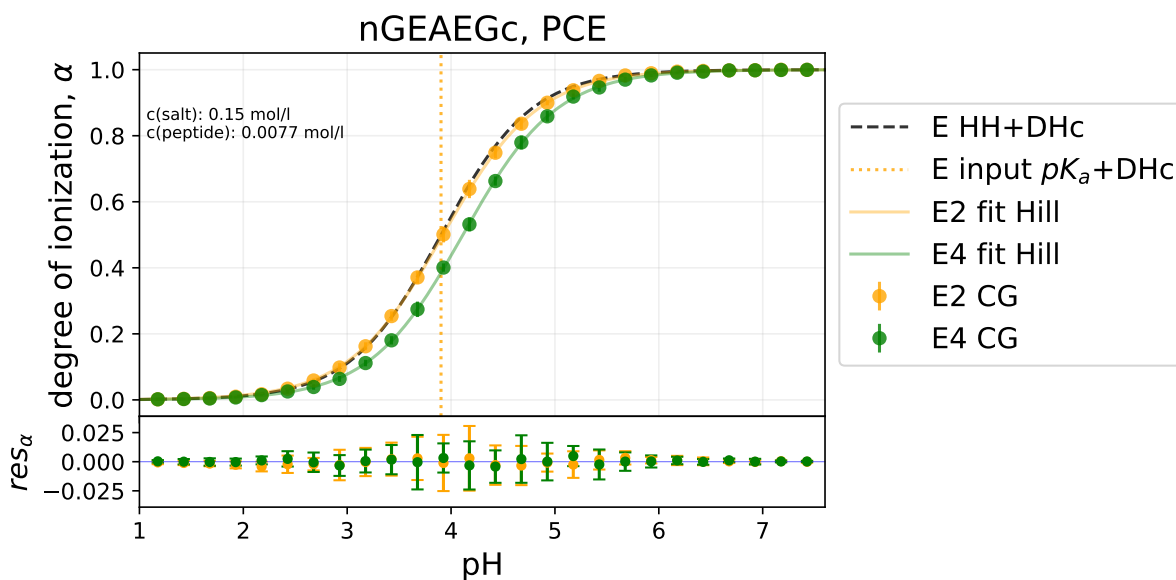 nGEAEGc, PCE
degree of ionization, α
1.0
0.8
0.6
0.4
0.2
0.0
c(salt): 0.15 mol/l
c(peptide): 0.0077 mol/l
E HH+DHc
E input pKₐ+DHc
E2 fit Hill
E4 fit Hill
E2 CG
E4 CG
res_α
0.025
0.000
−0.025
1 2 3 4 5 6 7
pH